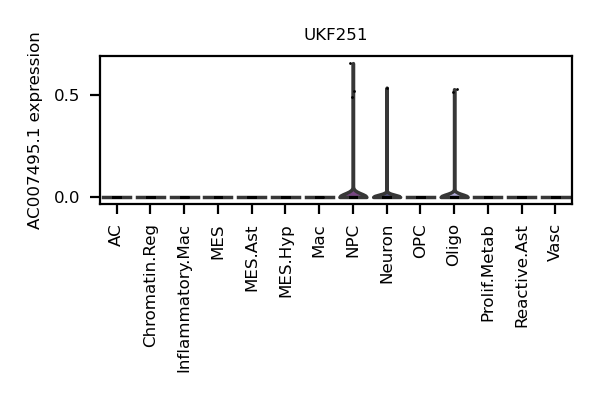 UKF251
AC007495.1 expression
0.5
0.0
AC
Chromatin.Reg
Inflammatory.Mac
MES
MES.Ast
MES.Hyp
Mac
NPC
Neuron
OPC
Oligo
Prolif.Metab
Reactive.Ast
Vasc